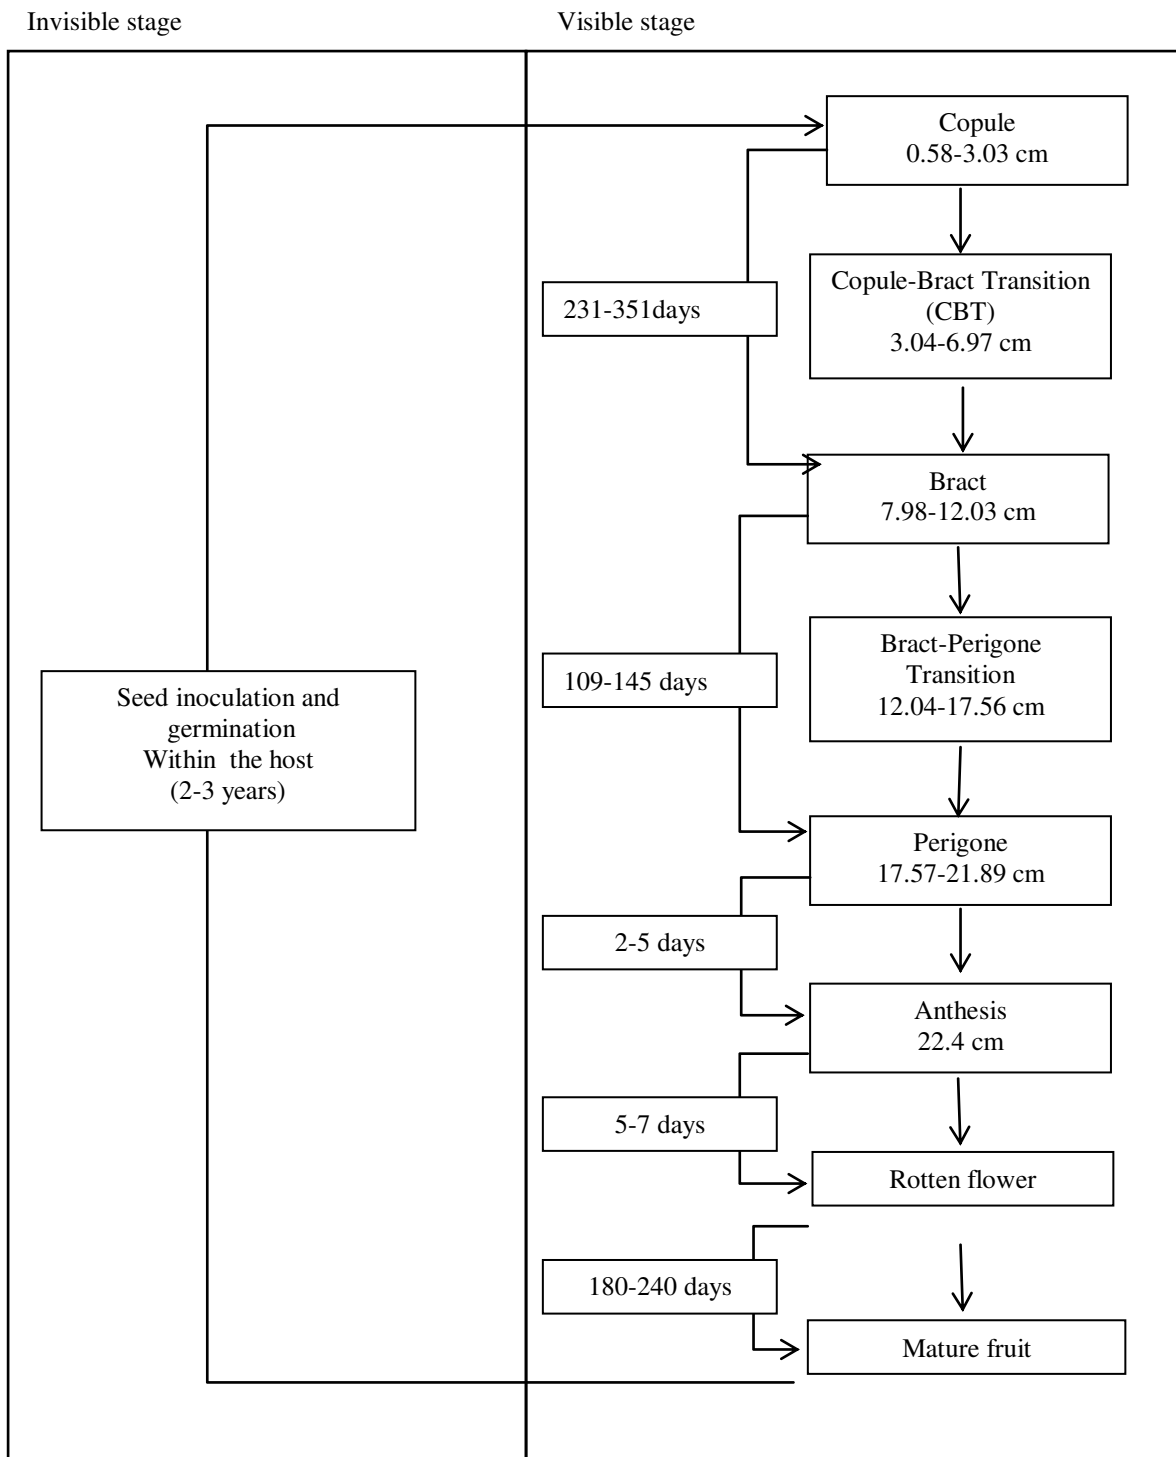 Invisible stage
Visible stage
Copule
0.58-3.03 cm
Copule-Bract Transition
(CBT)
3.04-6.97 cm
231-351days
Bract
7.98-12.03 cm
Bract-Perigone
Transition
12.04-17.56 cm
109-145 days
Seed inoculation and
germination
Within  the host
(2-3 years)
Perigone
17.57-21.89 cm
2-5 days
Anthesis
22.4 cm
5-7 days
Rotten flower
180-240 days
Mature fruit